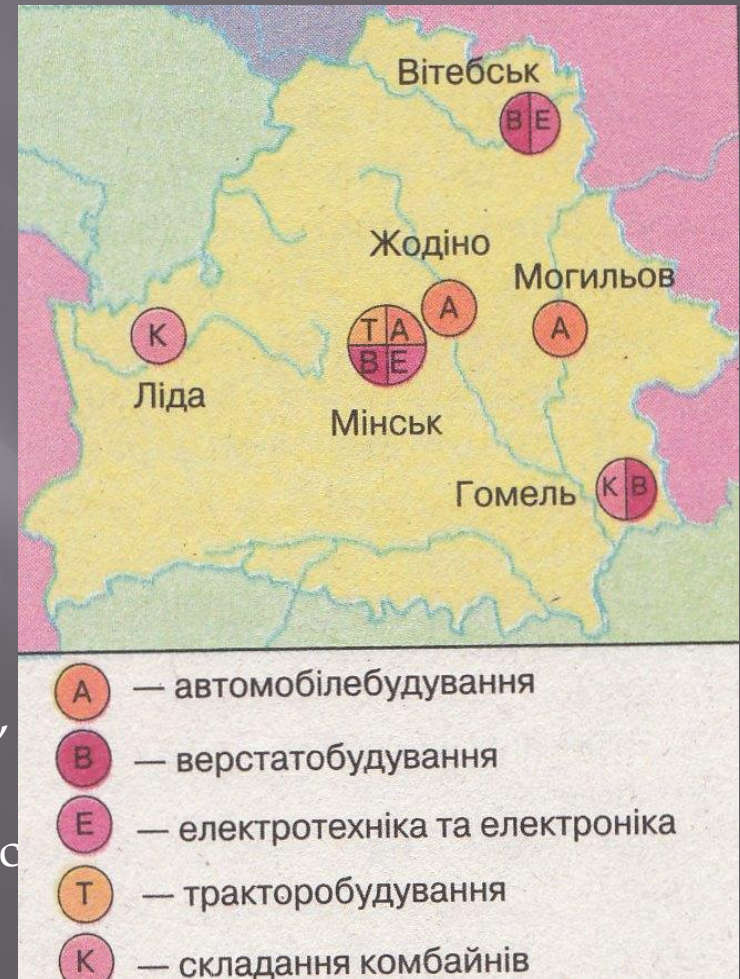 Вітебськ
В Е
Жодіно
А
Могильов
А
К
Ліда
Т А
В Е
Мінськ
Гомель
К В
А — автомобілебудування
В — верстатобудування
Е — електротехніка та електроніка
Т — тракторобудування
К — складання комбайнів